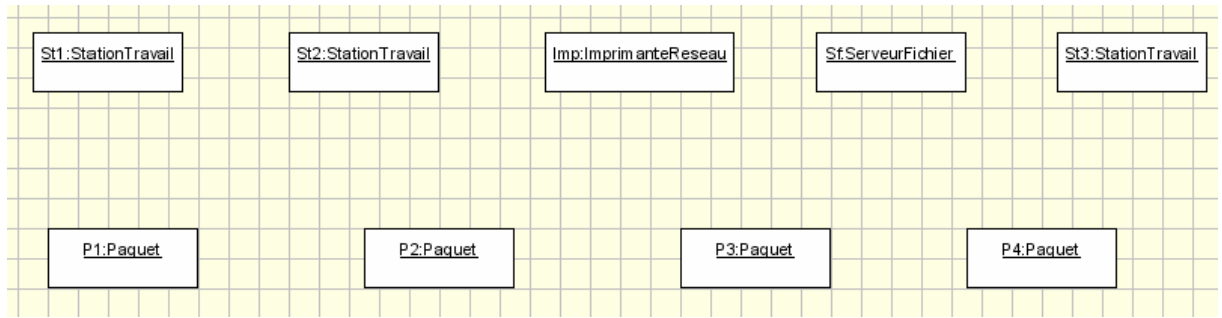 St1:StationTravail
St2:StationTravail
Imp:ImprimanteReseau
Sf:ServeurFichier
St3:StationTravail
P1:Paquet
P2:Paquet
P3:Paquet
P4:Paquet